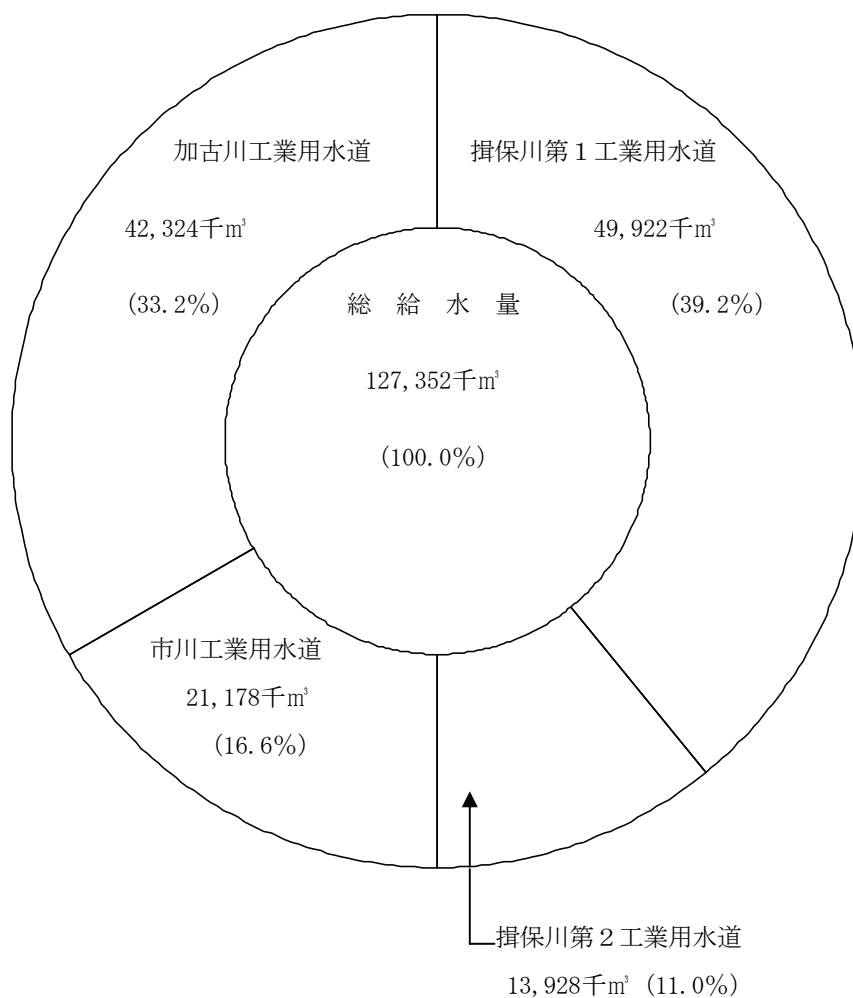 加古川工業用水道
42,324千㎥
(33.2%)
揖保川第1工業用水道
49,922千㎥
(39.2%)
総 給 水 量
127,352千㎥
(100.0%)
市川工業用水道
21,178千㎥
(16.6%)
揖保川第2工業用水道
13,928千㎥ (11.0%)